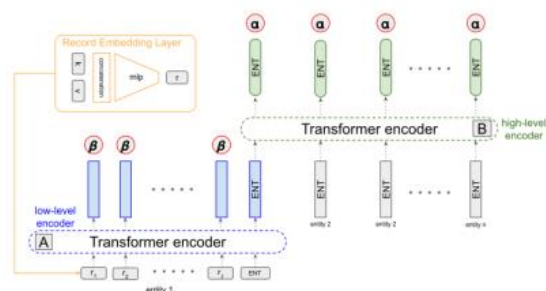 Record Embedding Layer
k
v
concatenation
mlp
r
α
α
α
α
ENT
ENT
ENT
ENT
Transformer encoder
B
high-level
encoder
β
β
β
ENT
ENT
ENT
ENT
entity 2
entity 2
entity n
low-level
encoder
A
Transformer encoder
r1
r2
ENT
entity 1